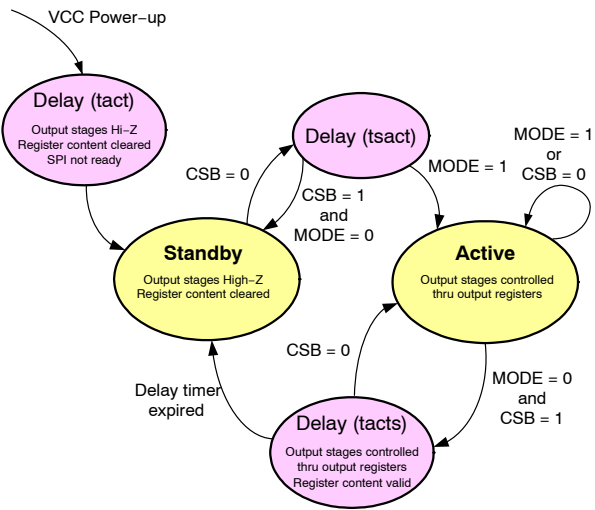 VCC Power−up
Delay (tact)
Output stages Hi−Z
Register content cleared
SPI not ready
Delay (tsact)
CSB = 0
CSB = 1
and
MODE = 0
MODE = 1
MODE = 1
or
CSB = 0
Standby
Output stages High−Z
Register content cleared
Active
Output stages controlled
thru output registers
CSB = 0
Delay timer
expired
MODE = 0
and
CSB = 1
Delay (tacts)
Output stages controlled
thru output registers
Register content valid